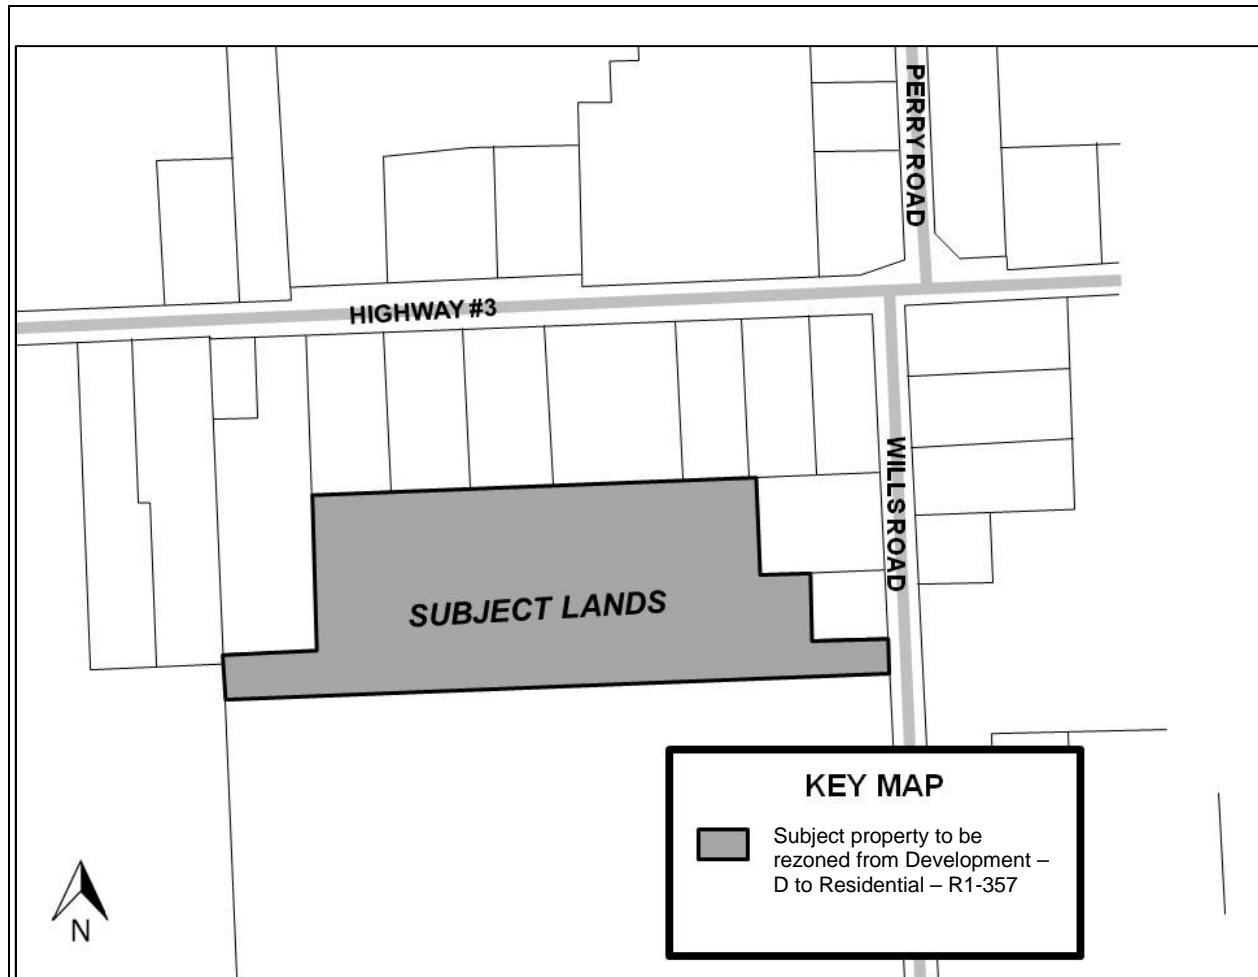 PERRY ROAD
HIGHWAY #3
WILLS ROAD
SUBJECT LANDS
KEY MAP
Subject property to be
rezoned from Development –
D to Residential – R1-357
N